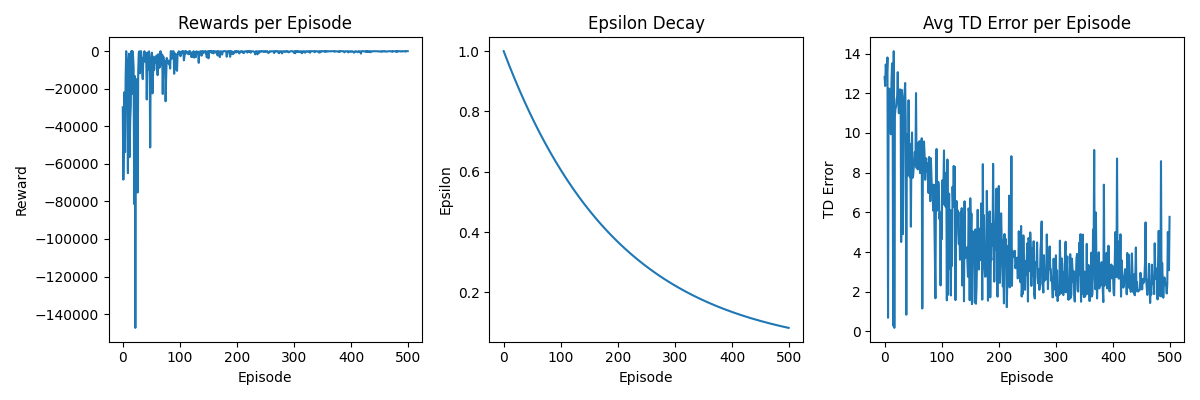 Rewards per Episode
0
−20000
−40000
−60000
−80000
−100000
−120000
−140000
Reward
0 100 200 300 400 500
Episode
Epsilon Decay
1.0
0.8
0.6
0.4
0.2
Epsilon
0 100 200 300 400 500
Episode
Avg TD Error per Episode
14
12
10
8
6
4
2
0
TD Error
0 100 200 300 400 500
Episode